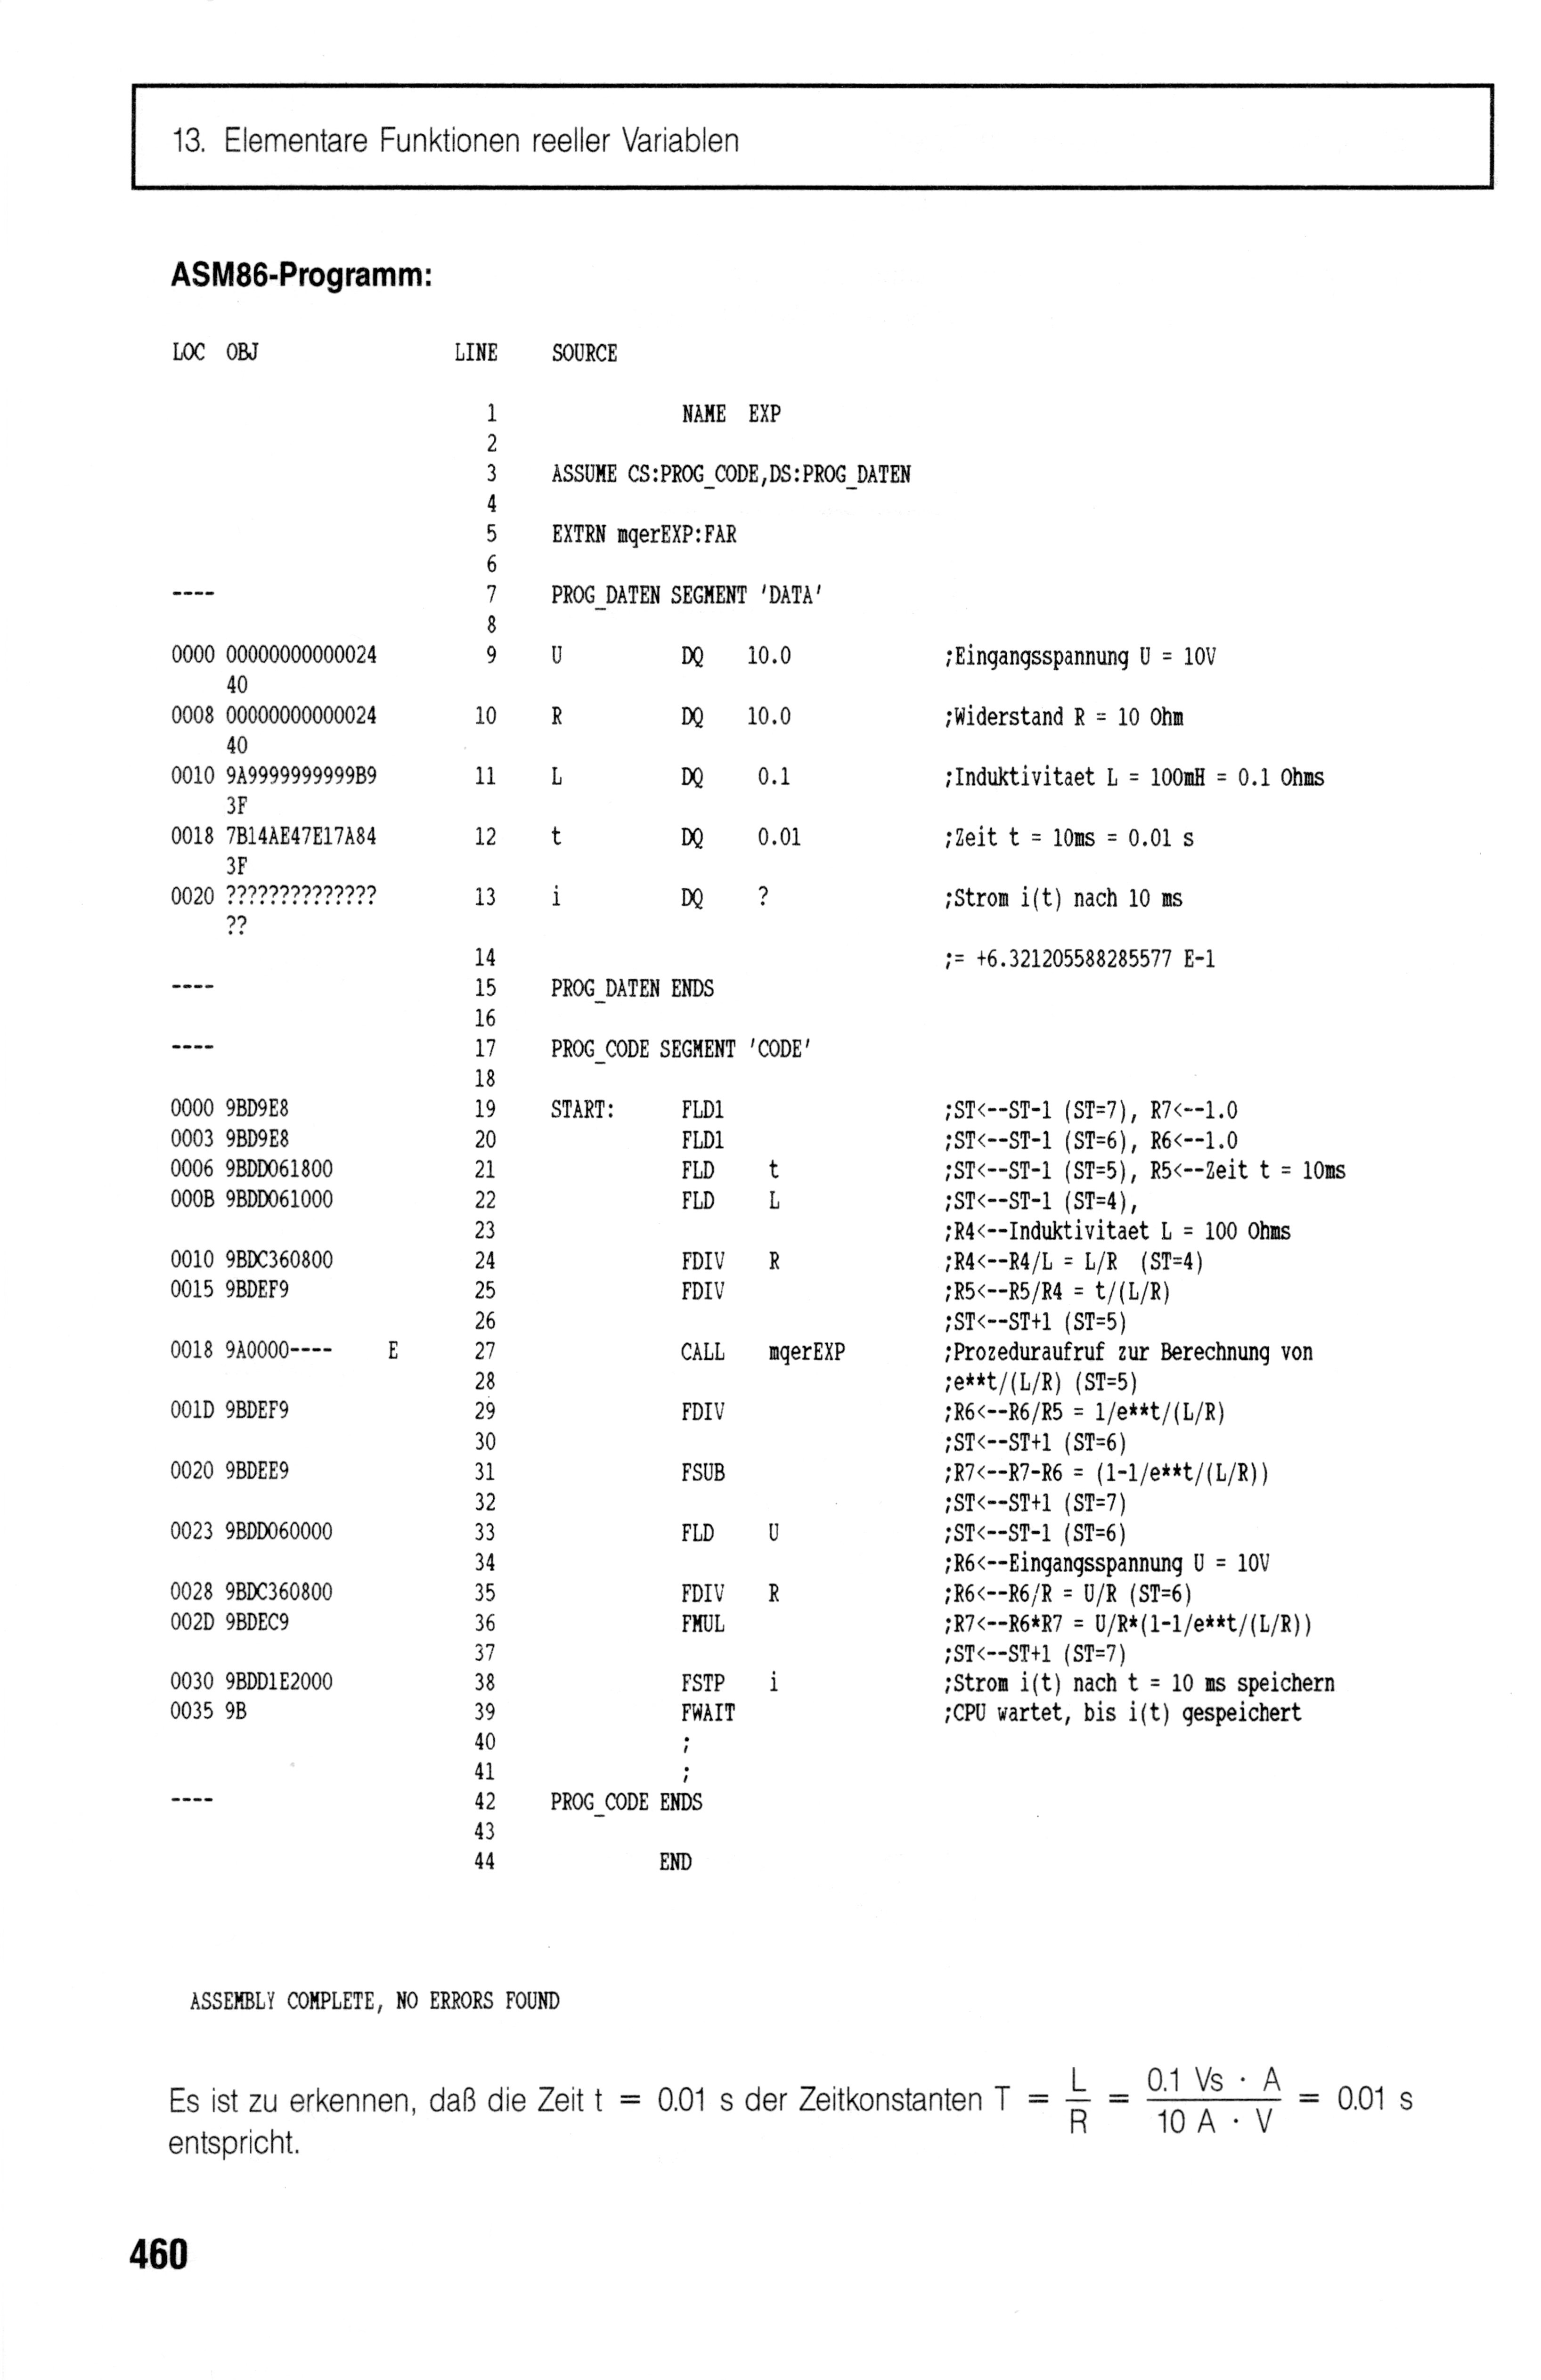 13. Elementare Funktionen reeller Variablen
ASM86-Programm:
LOC OBJ LINE SOURCE
1 NAME EXP
2
3 ASSUME CS:PROG_CODE,DS:PROG_DATEN
4
5 EXTRN mqerEXP:FAR
6
---- 7 PROG_DATEN SEGMENT 'DATA'
8
0000 00000000000024 9 U DQ 10.0 ;Eingangsspannung U = 10V
40
0008 00000000000024 10 R DQ 10.0 ;Widerstand R = 10 Ohm
40
0010 9A9999999999B9 11 L DQ 0.1 ;Induktivitaet L = 100mH = 0.1 Ohms
3F
0018 7B14AE47E17A84 12 t DQ 0.01 ;Zeit t = 10ms = 0.01 s
3F
0020 ?????????????? 13 i DQ ? ;Strom i(t) nach 10 ms
??
14 ;= +6.321205588285577 E-1
---- 15 PROG_DATEN ENDS
16
---- 17 PROG_CODE SEGMENT 'CODE'
18
0000 9BD9E8 19 START: FLD1 ;ST<--ST-1 (ST=7), R7<--1.0
0003 9BD9E8 20 FLD1 ;ST<--ST-1 (ST=6), R6<--1.0
0006 9BDD061800 21 FLD t ;ST<--ST-1 (ST=5), R5<--Zeit t = 10ms
000B 9BDD061000 22 FLD L ;ST<--ST-1 (ST=4),
23 ;R4<--Induktivitaet L = 100 Ohms
0010 9BDC360800 24 FDIV R ;R4<--R4/L = L/R (ST=4)
0015 9BDEF9 25 FDIV ;R5<--R5/R4 = t/(L/R)
26 ;ST<--ST+1 (ST=5)
0018 9A0000---- E 27 CALL mqerEXP ;Prozeduraufruf zur Berechnung von
28 ;e**t/(L/R) (ST=5)
001D 9BDEF9 29 FDIV ;R6<--R6/R5 = 1/e**t/(L/R)
30 ;ST<--ST+1 (ST=6)
0020 9BDEE9 31 FSUB ;R7<--R7-R6 = (1-1/e**t/(L/R))
32 ;ST<--ST+1 (ST=7)
0023 9BDD060000 33 FLD U ;ST<--ST-1 (ST=6)
34 ;R6<--Eingangsspannung U = 10V
0028 9BDC360800 35 FDIV R ;R6<--R6/R = U/R (ST=6)
002D 9BDEC9 36 FMUL ;R7<--R6*R7 = U/R*(1-1/e**t/(L/R))
37 ;ST<--ST+1 (ST=7)
0030 9BDD1E2000 38 FSTP i ;Strom i(t) nach t = 10 ms speichern
0035 9B 39 FWAIT ;CPU wartet, bis i(t) gespeichert
40 ;
41 ;
---- 42 PROG_CODE ENDS
43
44 END
ASSEMBLY COMPLETE, NO ERRORS FOUND
Es ist zu erkennen, daß die Zeit t = 0.01 s der Zeitkonstanten T = L/R = 0.1 Vs · A / 10 A · V = 0.01 s
entspricht.
460